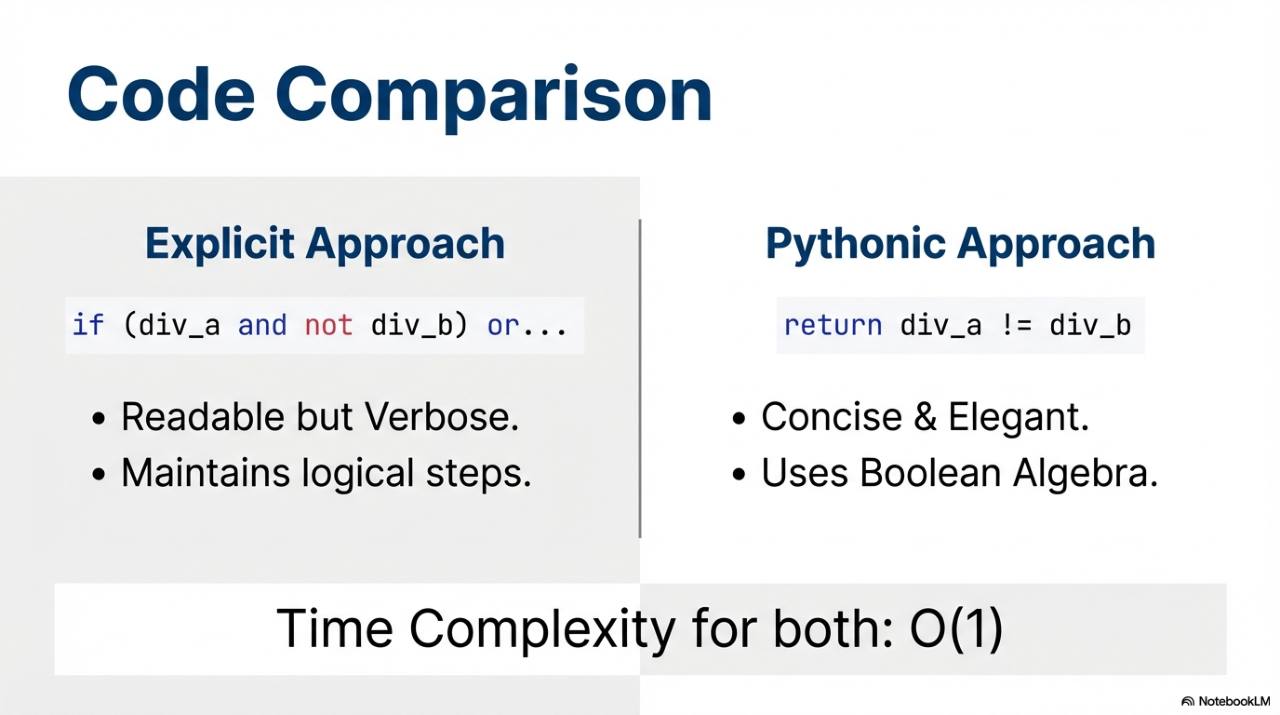 Code Comparison
Explicit Approach
if (div_a and not div_b) or...
• Readable but Verbose.
• Maintains logical steps.
Pythonic Approach
return div_a != div_b
• Concise & Elegant.
• Uses Boolean Algebra.
Time Complexity for both: O(1)
NotebookLM